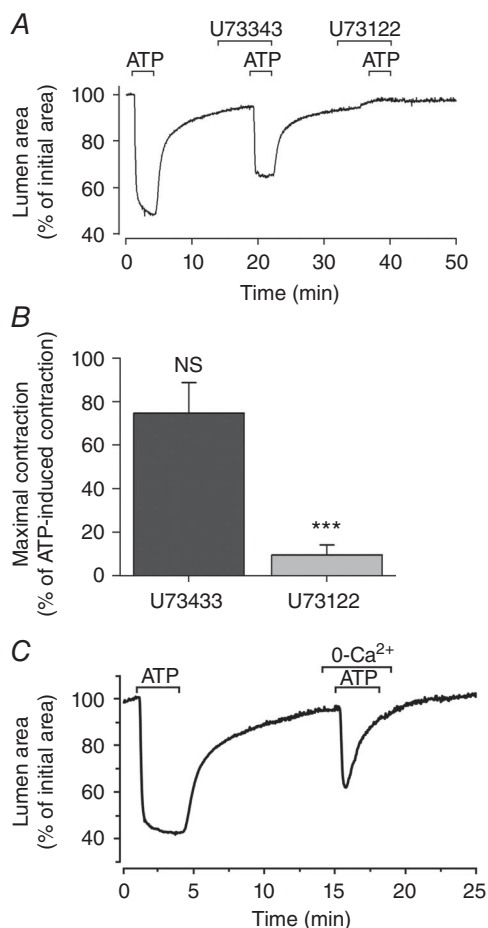 A
U73343 U73122
ATP ATP ATP
100
80
60
40
Lumen area
(% of initial area)
0 10 20 30 40 50
Time (min)
B
100
80
60
40
20
0
Maximal contraction
(% of ATP-induced contraction)
NS
***
U73433 U73122
C
0-Ca²⁺
ATP ATP
100
80
60
40
Lumen area
(% of initial area)
0 5 10 15 20 25
Time (min)